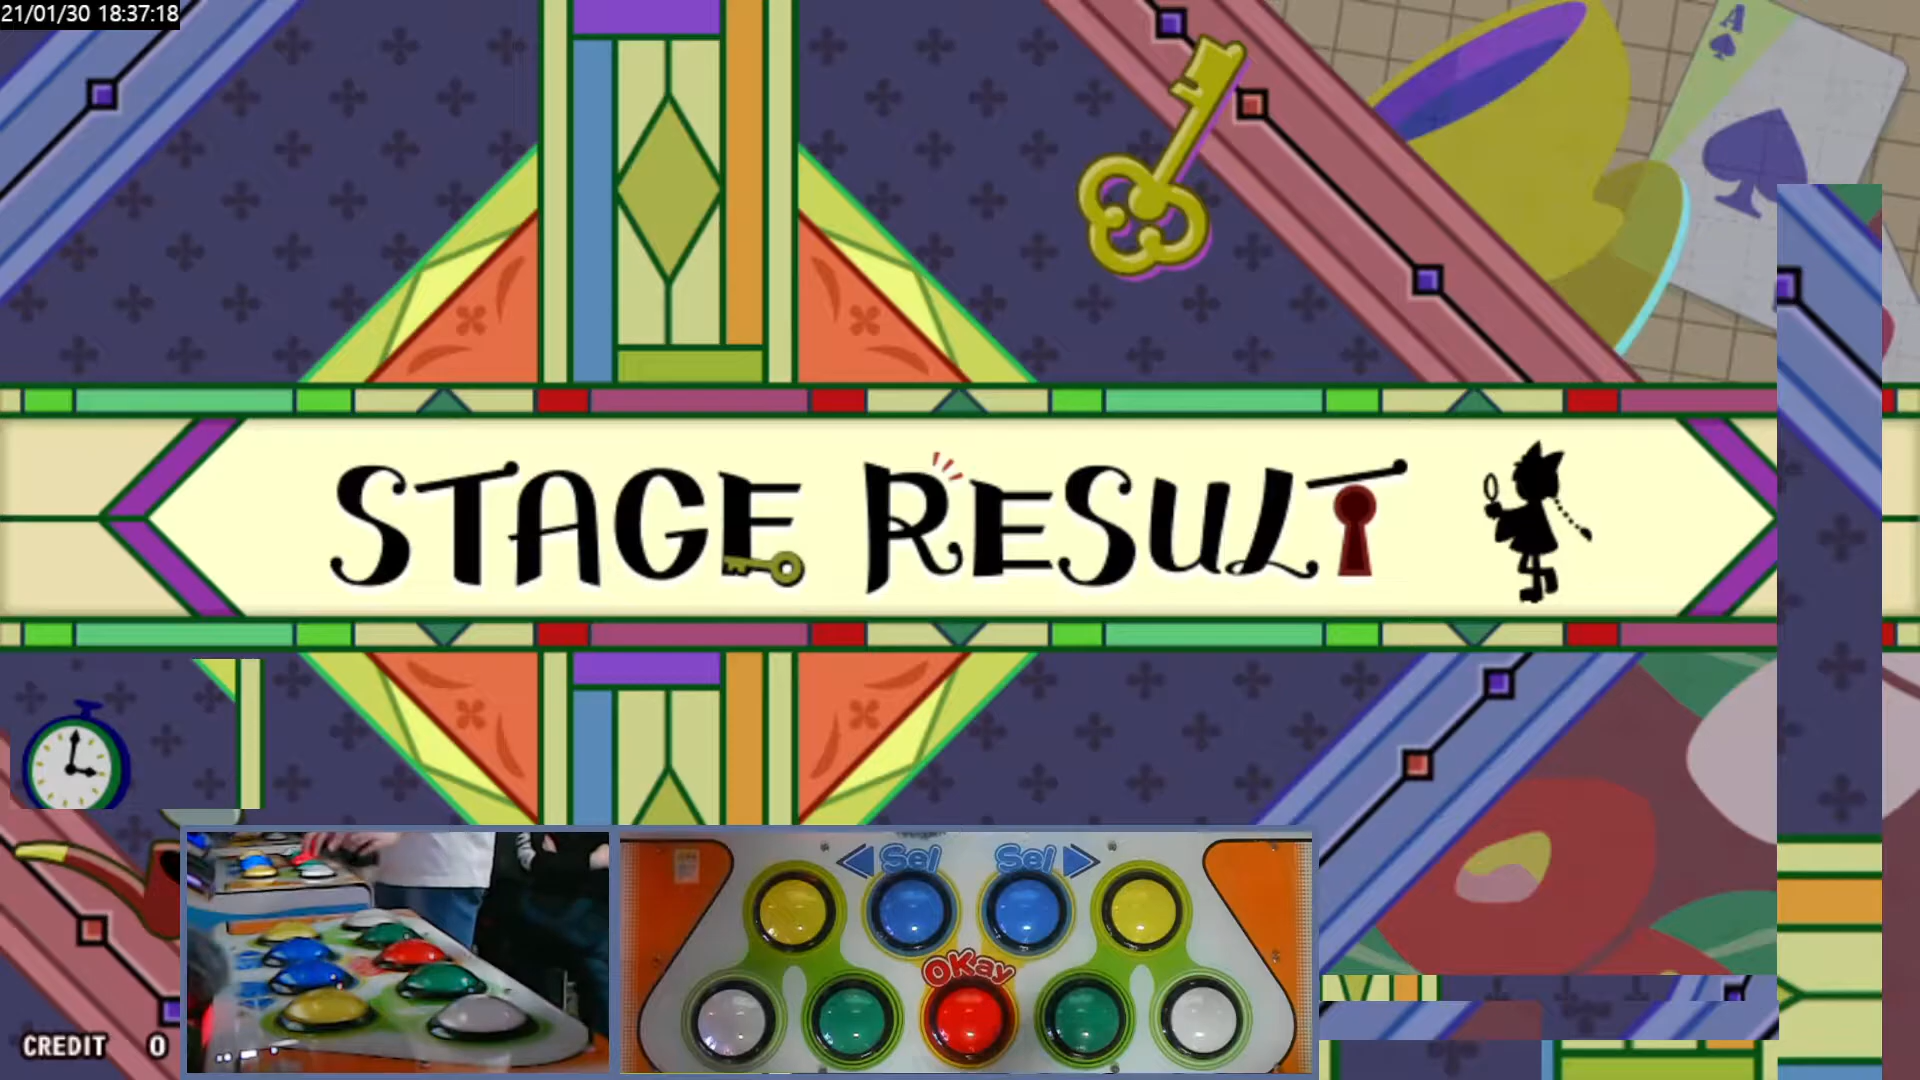 21/01/30 18:37:18
A
STAGE RESULT
Sel Sel
OKay
CREDIT 0